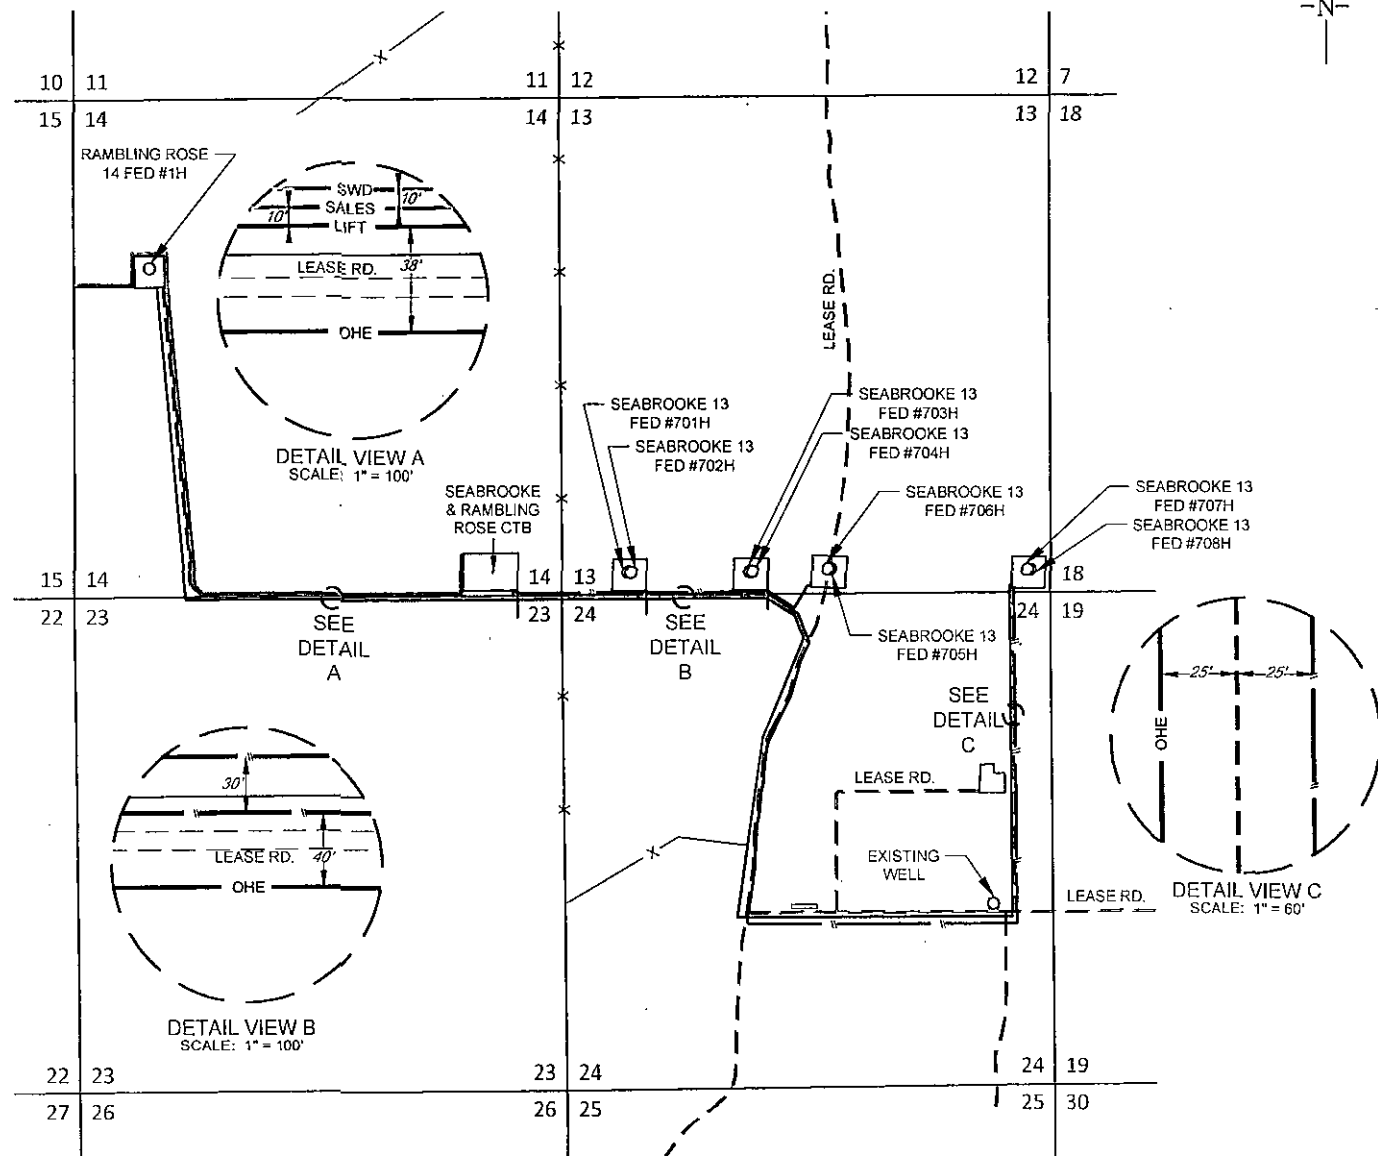 -N-
10 11
11 12
12 7
15 14
14 13
13 18
RAMBLING ROSE
14 FED #1H
SWD
10'
SALES
10'
LIFT
LEASE RD.
38'
OHE
DETAIL VIEW A
SCALE: 1" = 100'
LEASE RD.
SEABROOKE 13
FED #701H
SEABROOKE 13
FED #702H
SEABROOKE 13
FED #703H
SEABROOKE 13
FED #704H
SEABROOKE
& RAMBLING
ROSE CTB
SEABROOKE 13
FED #706H
SEABROOKE 13
FED #707H
SEABROOKE 13
FED #708H
15 14
14 13
18
22 23
23 24
24 19
SEE
DETAIL
A
SEE
DETAIL
B
SEABROOKE 13
FED #705H
SEE
DETAIL
C
25'
25'
OHE
DETAIL VIEW C
SCALE: 1" = 60'
30'
LEASE RD.
40'
OHE
DETAIL VIEW B
SCALE: 1" = 100'
LEASE RD.
EXISTING
WELL
LEASE RD.
22 23
23 24
24 19
27 26
26 25
25 30